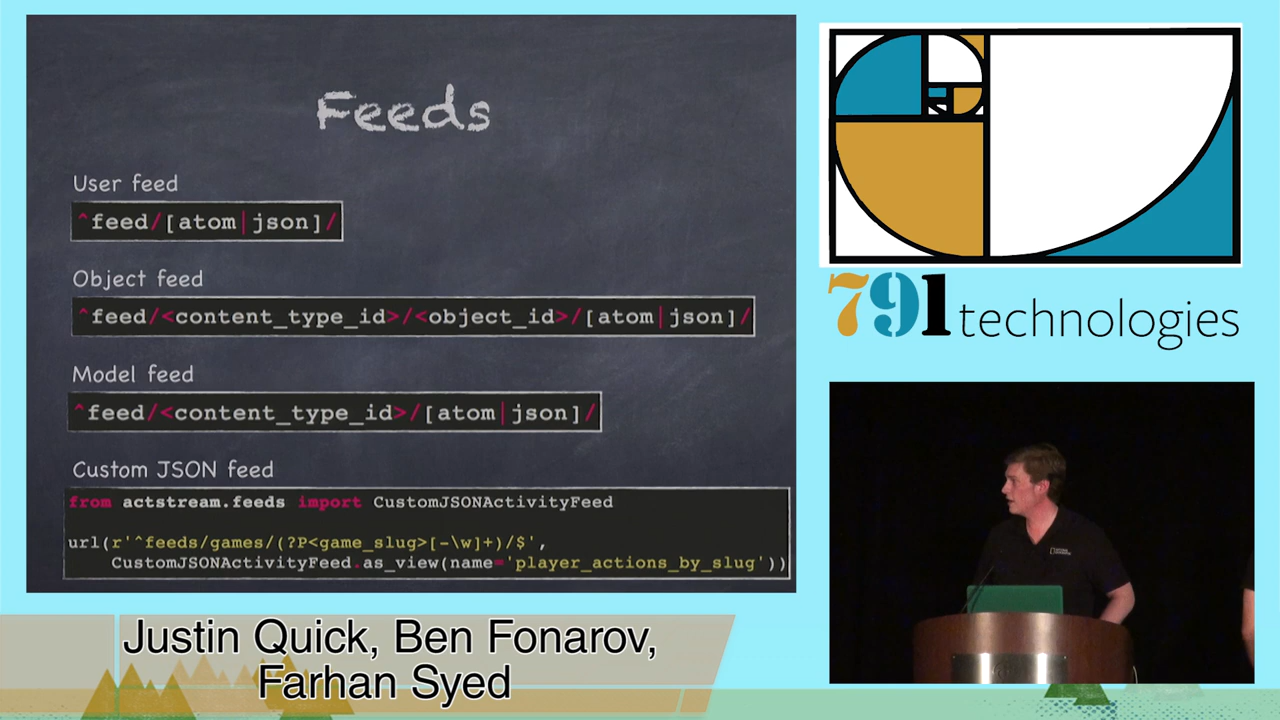 Feeds
User feed
^feed/[atom|json]/
Object feed
^feed/<content_type_id>/<object_id>/[atom|json]/
Model feed
^feed/<content_type_id>/[atom|json]/
Custom JSON feed
from actstream.feeds import CustomJSONActivityFeed
url(r'^feeds/games/(?P<game_slug>[-\w]+)/$',
CustomJSONActivityFeed.as_view(name='player_actions_by_slug'))
791 technologies
Justin Quick, Ben Fonarov,
Farhan Syed